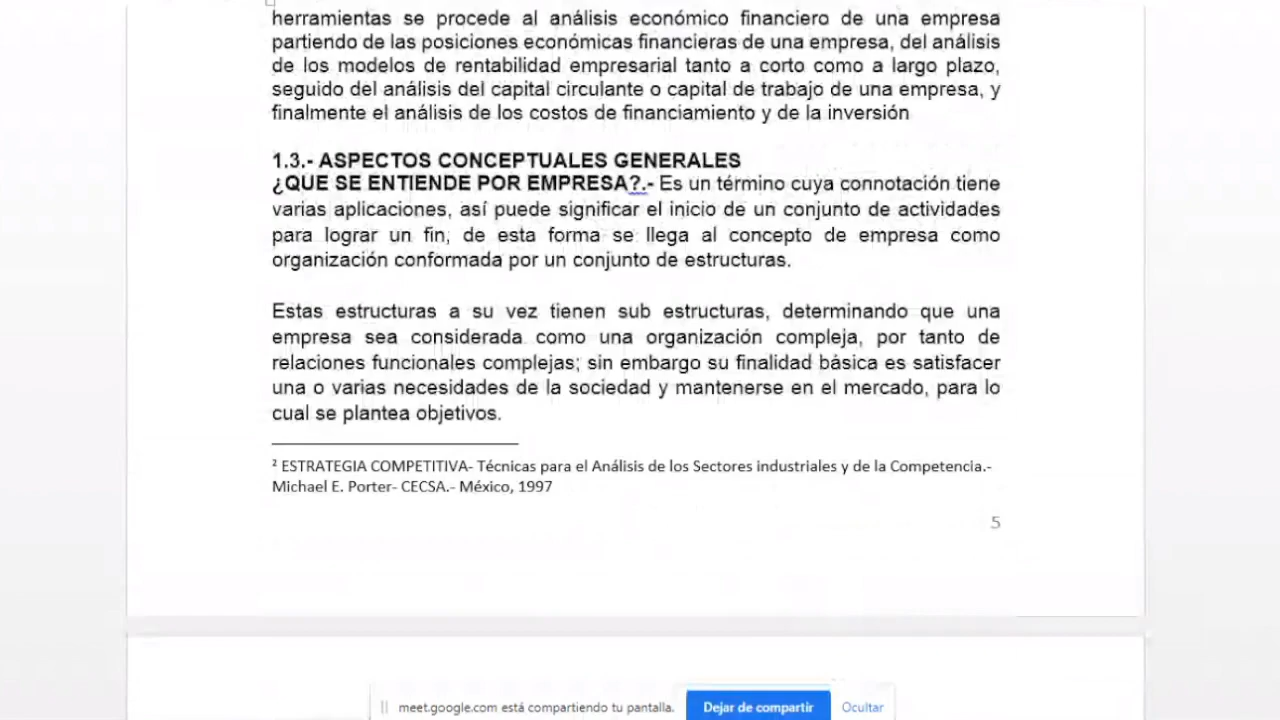 herramientas se procede al análisis económico financiero de una empresa
partiendo de las posiciones económicas financieras de una empresa, del análisis
de los modelos de rentabilidad empresarial tanto a corto como a largo plazo,
seguido del análisis del capital circulante o capital de trabajo de una empresa, y
finalmente el análisis de los costos de financiamiento y de la inversión
1.3.- ASPECTOS CONCEPTUALES GENERALES
¿QUE SE ENTIENDE POR EMPRESA?.- Es un término cuya connotación tiene
varias aplicaciones, así puede significar el inicio de un conjunto de actividades
para lograr un fin; de esta forma se llega al concepto de empresa como
organización conformada por un conjunto de estructuras.
Estas estructuras a su vez tienen sub estructuras, determinando que una
empresa sea considerada como una organización compleja, por tanto de
relaciones funcionales complejas; sin embargo su finalidad básica es satisfacer
una o varias necesidades de la sociedad y mantenerse en el mercado, para lo
cual se plantea objetivos.
² ESTRATEGIA COMPETITIVA- Técnicas para el Análisis de los Sectores industriales y de la Competencia.-
Michael E. Porter- CECSA.- México, 1997
5
meet.google.com está compartiendo tu pantalla. Dejar de compartir Ocultar